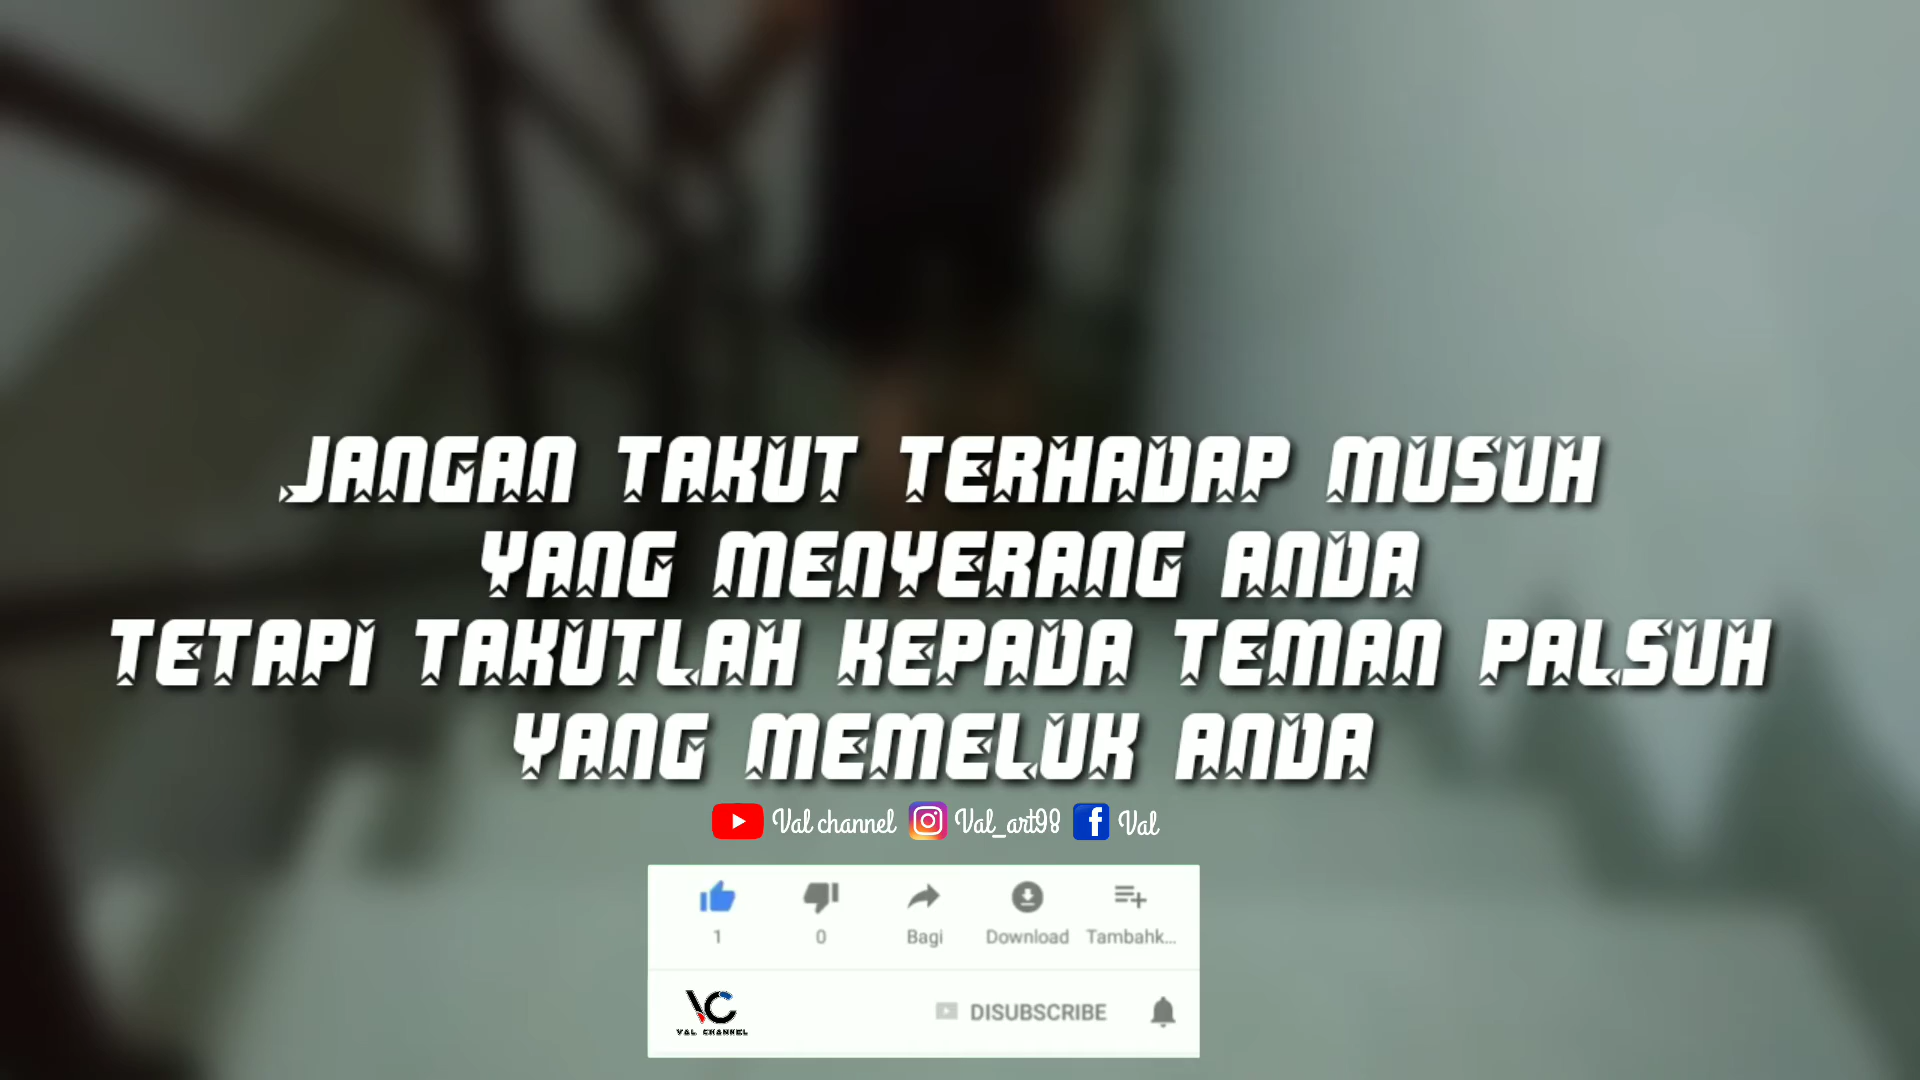 JANGAN TAKUT TERHADAP MUSUH
YANG MENYERANG ANDA
TETAPI TAKUTLAH KEPADA TEMAN PALSUH
YANG MEMELUK ANDA
Val channel Val_art98 Val
1 0 Bagi Download Tambahk...
VC
VAL CHANNEL
DISUBSCRIBE